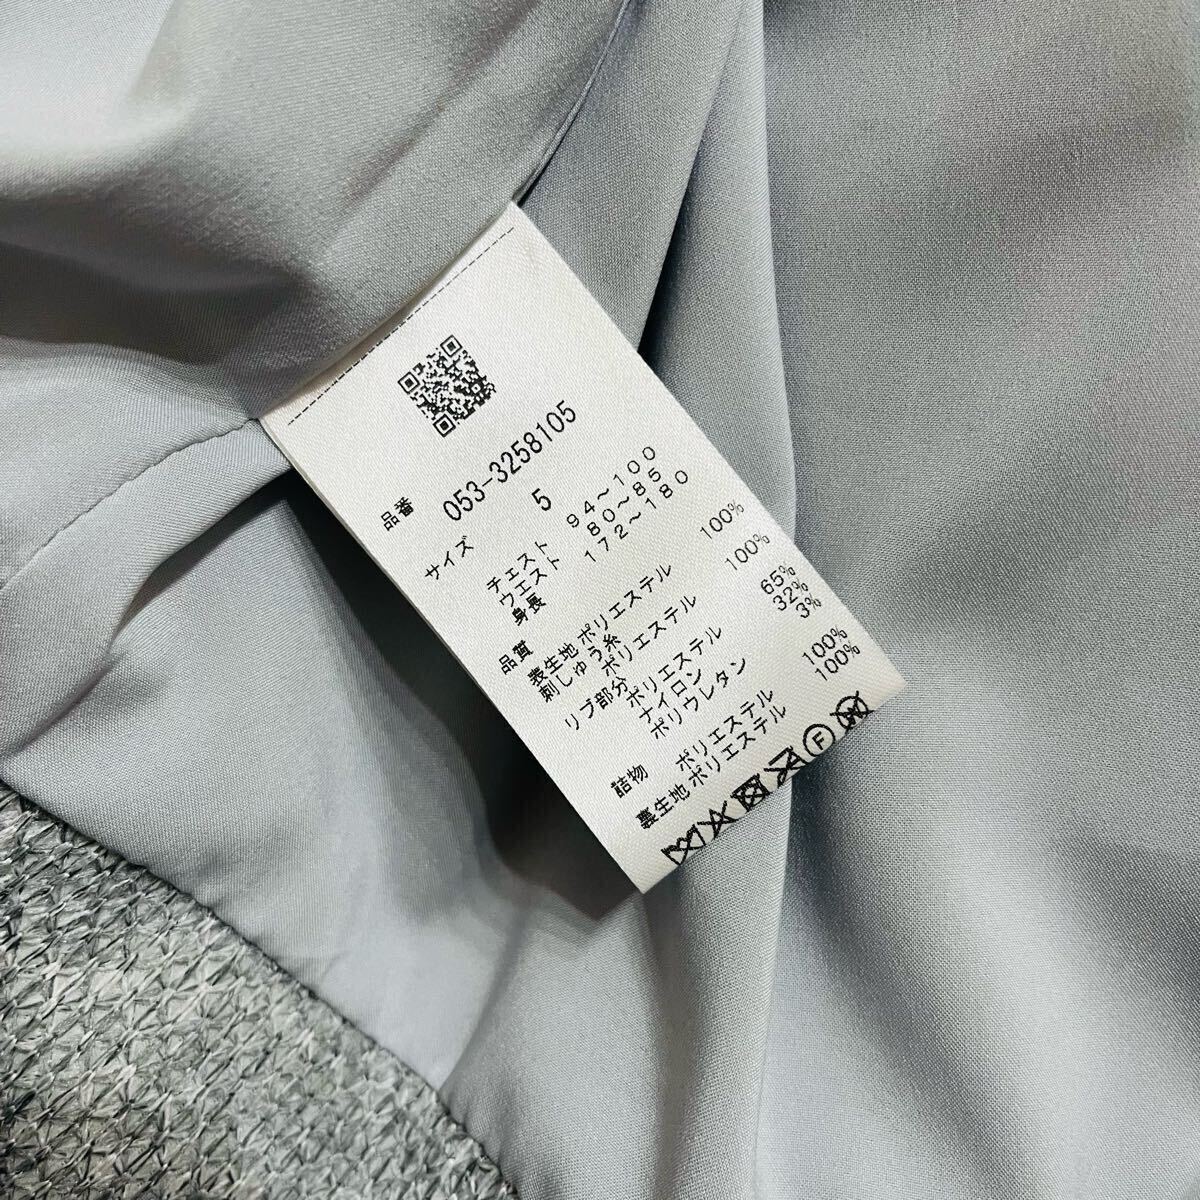 品番 053-3258105
サイズ 5
チェスト 94~100
ウエスト 80~85
身長 172~180
品質
表生地 ポリエステル 100%
刺しゅう糸 ポリエステル 100%
リブ部分 ポリエステル 65%
ナイロン 32%
ポリウレタン 3%
詰物 ポリエステル 100%
裏生地 ポリエステル 100%
F W